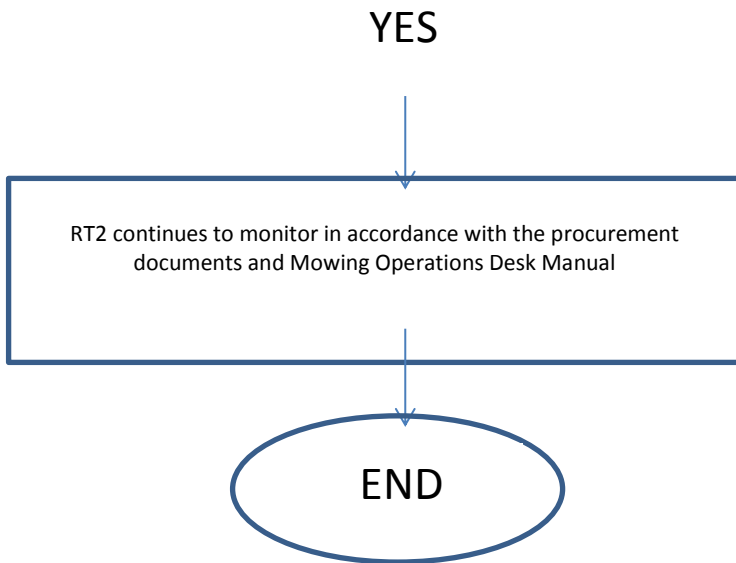 YES
RT2 continues to monitor in accordance with the procurement
documents and Mowing Operations Desk Manual
END